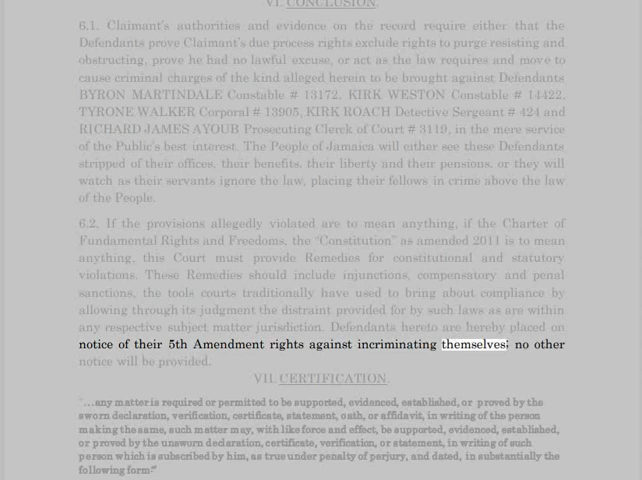 VI. CONCLUSION.
6.1. Claimant's authorities and evidence on the record require either that the
Defendants prove Claimant's due process rights exclude rights to purge resisting and
obstructing, prove he had no lawful excuse, or act as the law requires and move to
cause criminal charges of the kind alleged herein to be brought against Defendants
BYRON MARTINDALE Constable # 13172, KIRK WESTON Constable # 14422,
TYRONE WALKER Corporal # 13905, KIRK ROACH Detective Sergeant # 424 and
RICHARD JAMES AYOUB Prosecuting Clerck of Court # 3119, in the mere service
of the Public's best interest. The People of Jamaica will either see these Defendants
stripped of their offices, their benefits, their liberty and their pensions, or they will
watch as their servants ignore the law, placing their fellows in crime above the law
of the People.
6.2. If the provisions allegedly violated are to mean anything, if the Charter of
Fundamental Rights and Freedoms, the "Constitution" as amended 2011 is to mean
anything, this Court must provide Remedies for constitutional and statutory
violations. These Remedies should include injunctions, compensatory and penal
sanctions, the tools courts traditionally have used to bring about compliance by
allowing through its judgment the distraint provided for by such laws as are within
any respective subject matter jurisdiction. Defendants hereto are hereby placed on
notice of their 5th Amendment rights against incriminating themselves; no other
notice will be provided.
VII. CERTIFICATION.
"…any matter is required or permitted to be supported, evidenced, established, or proved by the
sworn declaration, verification, certificate, statement, oath, or affidavit, in writing of the person
making the same, such matter may, with like force and effect, be supported, evidenced, established,
or proved by the unsworn declaration, certificate, verification, or statement, in writing of such
person which is subscribed by him, as true under penalty of perjury, and dated, in substantially the
following form:"